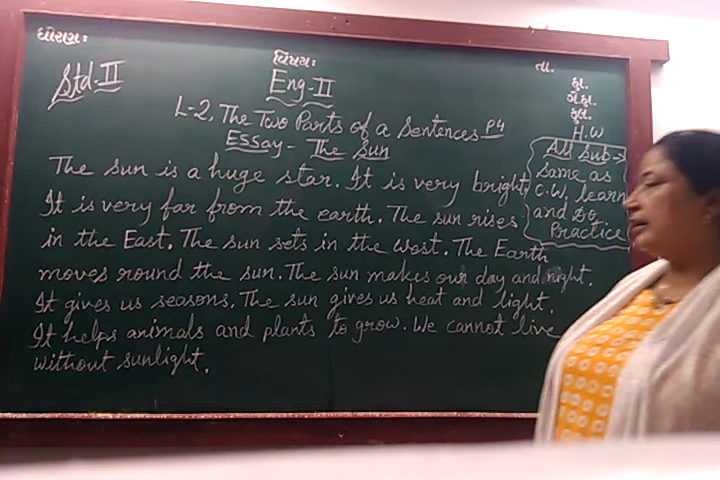 ધોરણ:
વિષય:
તા.
Std-II
Eng-II
હા.
ગે.હા.
કુલ.
L-2. The Two Parts of a Sentences P4
H.W
Essay - The Sun
The sun is a huge star. It is very bright.
It is very far from the earth. The sun rises
in the East. The sun sets in the west. The Earth
moves round the sun. The sun makes our day and night.
It gives us seasons. The sun gives us heat and light.
It helps animals and plants to grow. We cannot live
without sunlight.
All sub→
Same as
C.W, learn
and do
Practice